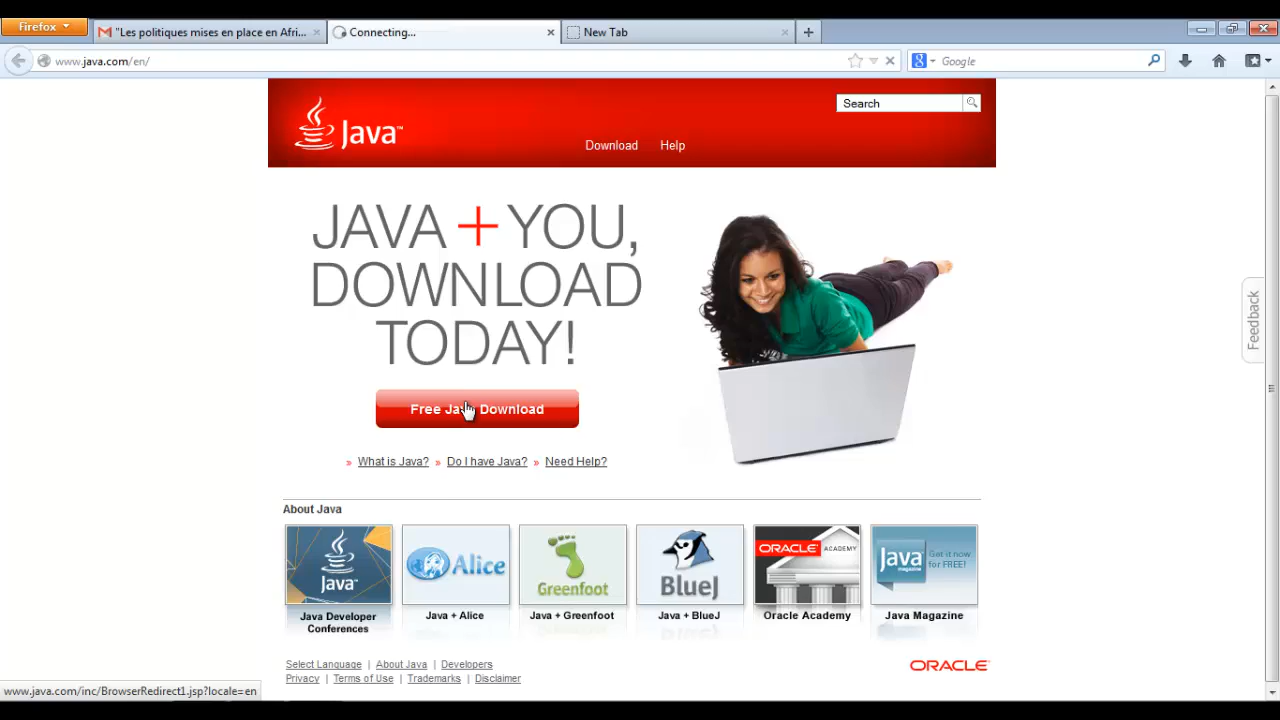 Firefox
"Les politiques mises en place en Afri...
Connecting...
New Tab
www.java.com/en/
Google
Search
Java™
Download Help
JAVA + YOU,
DOWNLOAD
TODAY!
Free Java Download
» What is Java? » Do I have Java? » Need Help?
Feedback
About Java
Java
Alice
Greenfoot
BlueJ
ORACLE ACADEMY
Java magazine
Get it now for FREE!
Java Developer
Conferences
Java + Alice
Java + Greenfoot
Java + BlueJ
Oracle Academy
Java Magazine
Select Language | About Java | Developers
Privacy | Terms of Use | Trademarks | Disclaimer
ORACLE
www.java.com/inc/BrowserRedirect1.jsp?locale=en